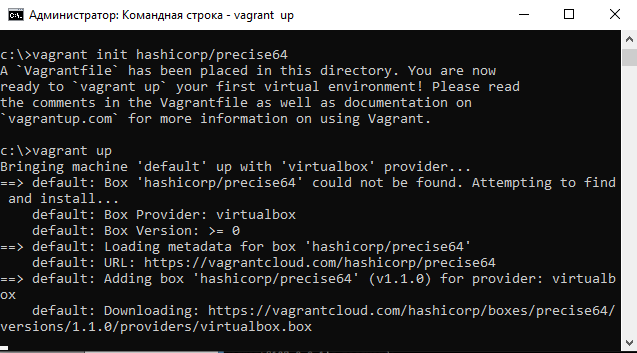 Администратор: Командная строка - vagrant up
c:\>vagrant init hashicorp/precise64
A `Vagrantfile` has been placed in this directory. You are now
ready to `vagrant up` your first virtual environment! Please read
the comments in the Vagrantfile as well as documentation on
`vagrantup.com` for more information on using Vagrant.
c:\>vagrant up
Bringing machine 'default' up with 'virtualbox' provider...
==> default: Box 'hashicorp/precise64' could not be found. Attempting to find
 and install...
    default: Box Provider: virtualbox
    default: Box Version: >= 0
==> default: Loading metadata for box 'hashicorp/precise64'
    default: URL: https://vagrantcloud.com/hashicorp/precise64
==> default: Adding box 'hashicorp/precise64' (v1.1.0) for provider: virtualb
ox
    default: Downloading: https://vagrantcloud.com/hashicorp/boxes/precise64/
versions/1.1.0/providers/virtualbox.box